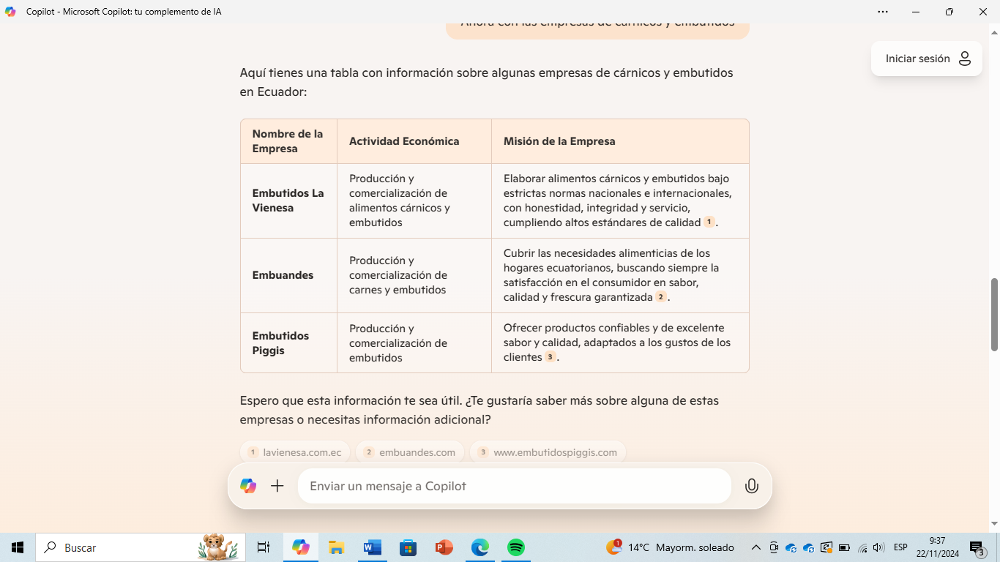 Copilot - Microsoft Copilot: tu complemento de IA
Ahora con las empresas de cárnicos y embutidos
Iniciar sesión
Aquí tienes una tabla con información sobre algunas empresas de cárnicos y embutidos
en Ecuador:
Nombre de la
Empresa
Actividad Económica
Misión de la Empresa
Embutidos La
Vienesa
Producción y
comercialización de
alimentos cárnicos y
embutidos
Elaborar alimentos cárnicos y embutidos bajo
estrictas normas nacionales e internacionales,
con honestidad, integridad y servicio,
cumpliendo altos estándares de calidad 1.
Embuandes
Producción y
comercialización de
carnes y embutidos
Cubrir las necesidades alimenticias de los
hogares ecuatorianos, buscando siempre la
satisfacción en el consumidor en sabor,
calidad y frescura garantizada 2.
Embutidos
Piggis
Producción y
comercialización de
embutidos
Ofrecer productos confiables y de excelente
sabor y calidad, adaptados a los gustos de los
clientes 3.
Espero que esta información te sea útil. ¿Te gustaría saber más sobre alguna de estas
empresas o necesitas información adicional?
1 lavienesa.com.ec 2 embuandes.com 3 www.embutidospiggis.com
Enviar un mensaje a Copilot
Buscar
1
14°C Mayorm. soleado
ESP
9:37
22/11/2024
3